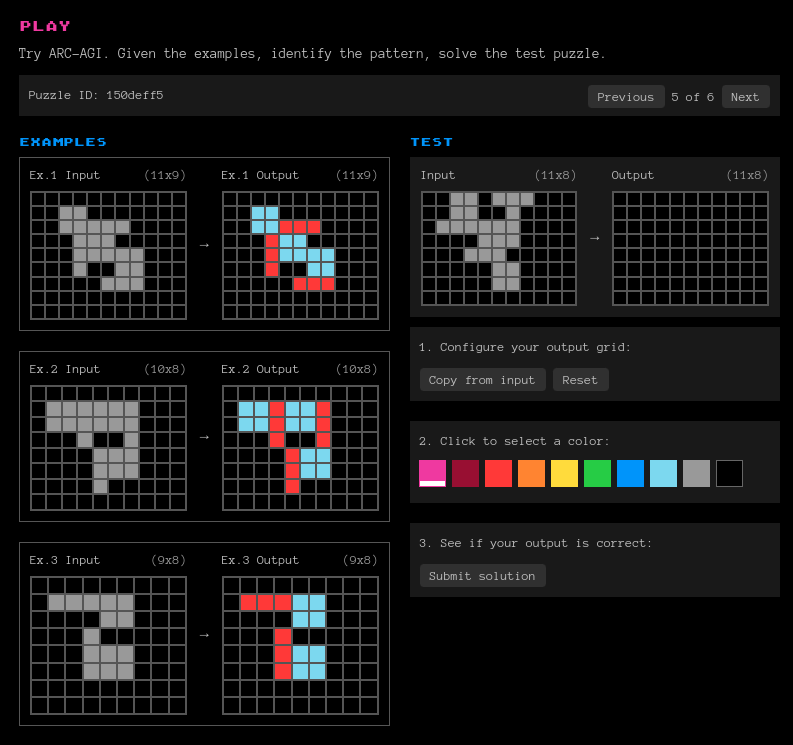 PLAY
Try ARC-AGI. Given the examples, identify the pattern, solve the test puzzle.
Puzzle ID: 150deff5
Previous 5 of 6 Next
EXAMPLES
Ex.1 Input (11x9)
Ex.1 Output (11x9)
→
Ex.2 Input (10x8)
Ex.2 Output (10x8)
→
Ex.3 Input (9x8)
Ex.3 Output (9x8)
→
TEST
Input (11x8)
Output (11x8)
→
1. Configure your output grid:
Copy from input Reset
2. Click to select a color:
3. See if your output is correct:
Submit solution